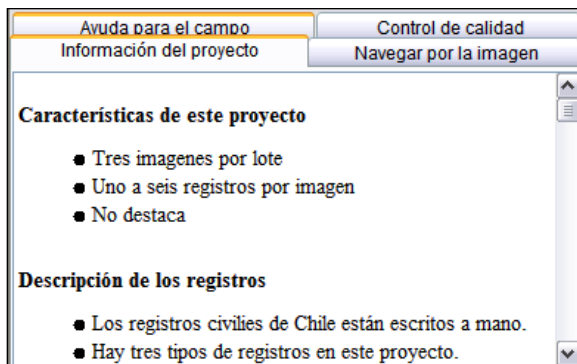 Ayuda para el campo
Control de calidad
Información del proyecto
Navegar por la imagen
Características de este proyecto
Tres imagenes por lote
Uno a seis registros por imagen
No destaca
Descripción de los registros
Los registros civilies de Chile están escritos a mano.
Hay tres tipos de registros en este proyecto.